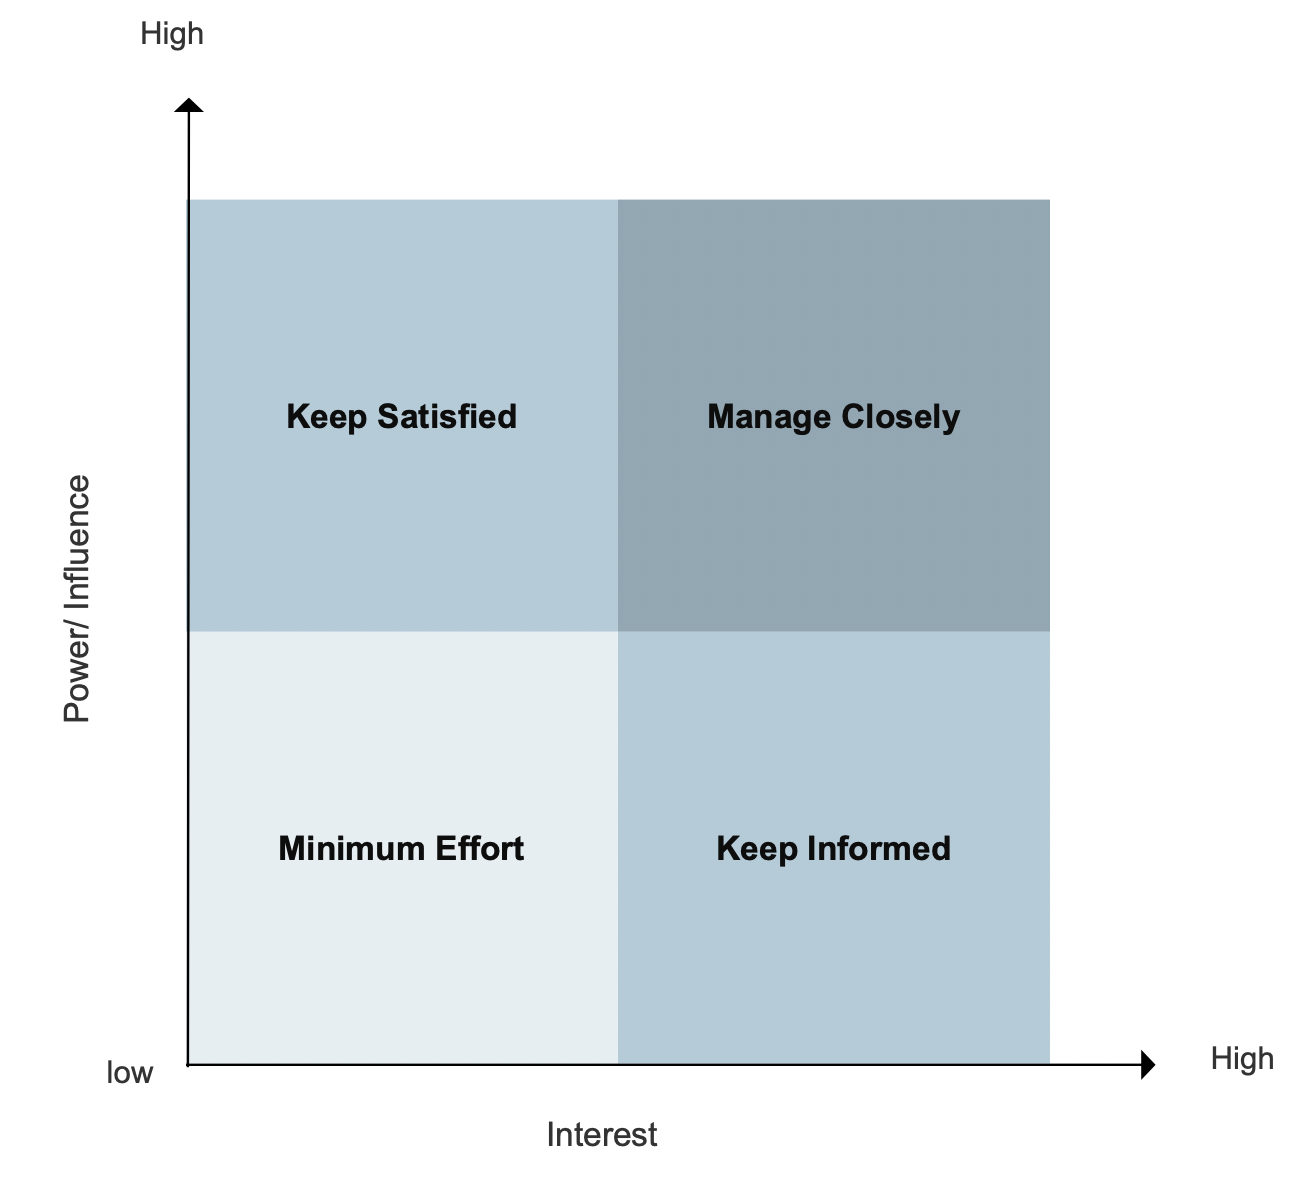 High
Keep Satisfied
Manage Closely
Power/ Influence
Minimum Effort
Keep Informed
low
High
Interest